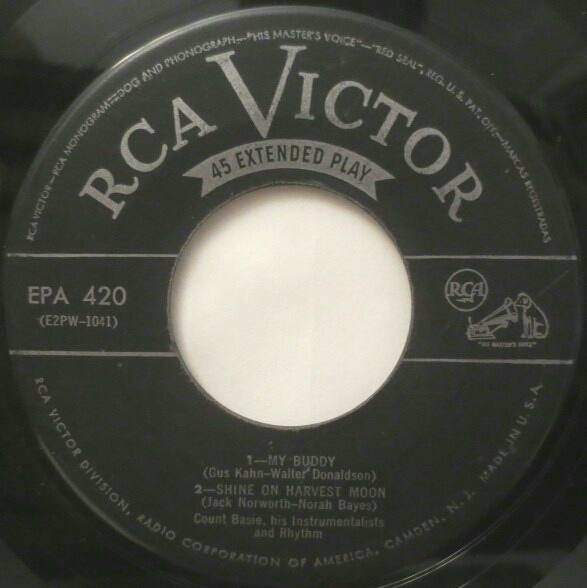 RCA VICTOR—RCA MONOGRAM—DOG AND PHONOGRAPH—"HIS MASTER'S VOICE"—"RED SEAL", REG. U. S. PAT. OFF.—MARCAS REGISTRADAS
RCA VICTOR
45 EXTENDED PLAY
EPA 420
(E2PW-1041)
RCA
"HIS MASTER'S VOICE"
1—MY BUDDY
(Gus Kahn-Walter Donaldson)
2—SHINE ON HARVEST MOON
(Jack Norworth-Norah Bayes)
Count Basie, his Instrumentalists
and Rhythm
RCA VICTOR DIVISION, RADIO CORPORATION OF AMERICA, CAMDEN, N. J. MADE IN U. S. A.